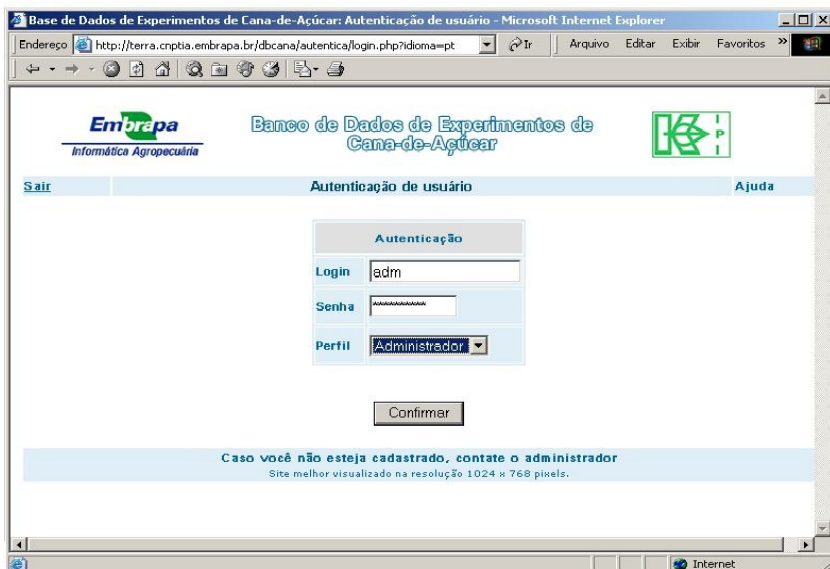 Base de Dados de Experimentos de Cana-de-Açúcar: Autenticação de usuário - Microsoft Internet Explorer
Endereço http://terra.cnptia.embrapa.br/dbcana/autentica/login.php?idioma=pt Ir Arquivo Editar Exibir Favoritos »
Embrapa
Informática Agropecuária
Banco de Dados de Experimentos de
Cana-de-Açúcar
P
Sair Autenticação de usuário Ajuda
Autenticação
Login adm
Senha **********
Perfil Administrador
Confirmar
Caso você não esteja cadastrado, contate o administrador
Site melhor visualizado na resolução 1024 x 768 pixels.
Internet